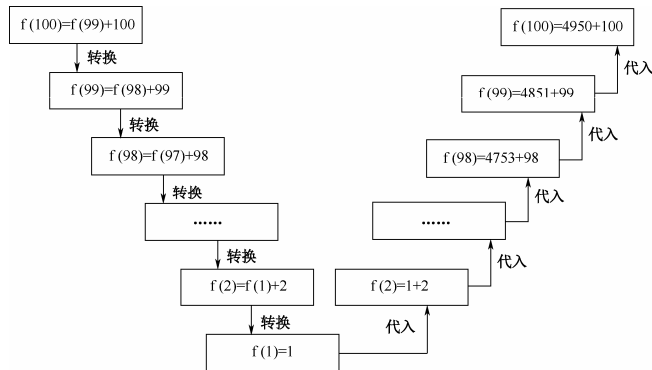 f (100)=f (99)+100
转换
f (99)=f (98)+99
转换
f (98)=f (97)+98
转换
……
转换
f (2)=f (1)+2
转换
f (1)=1
代入
f (2)=1+2
代入
……
代入
f (98)=4753+98
代入
f (99)=4851+99
代入
f (100)=4950+100